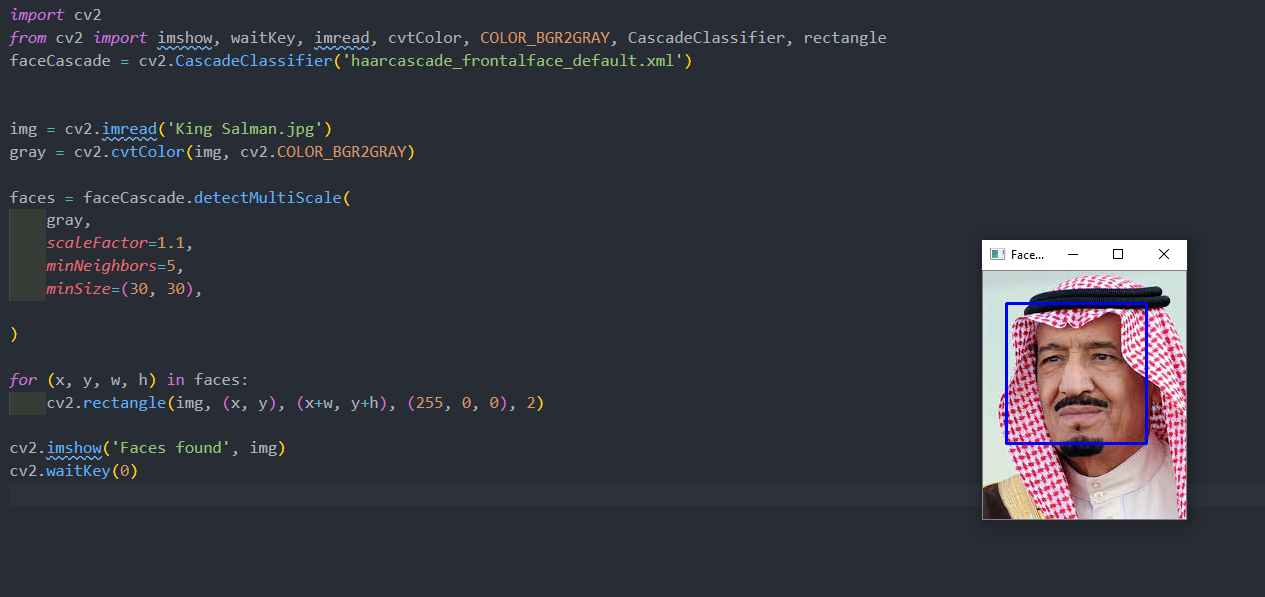 import cv2
from cv2 import imshow, waitKey, imread, cvtColor, COLOR_BGR2GRAY, CascadeClassifier, rectangle
faceCascade = cv2.CascadeClassifier('haarcascade_frontalface_default.xml')
img = cv2.imread('King Salman.jpg')
gray = cv2.cvtColor(img, cv2.COLOR_BGR2GRAY)
faces = faceCascade.detectMultiScale(
    gray,
    scaleFactor=1.1,
    minNeighbors=5,
    minSize=(30, 30),
)
for (x, y, w, h) in faces:
    cv2.rectangle(img, (x, y), (x+w, y+h), (255, 0, 0), 2)
cv2.imshow('Faces found', img)
cv2.waitKey(0)
Face...